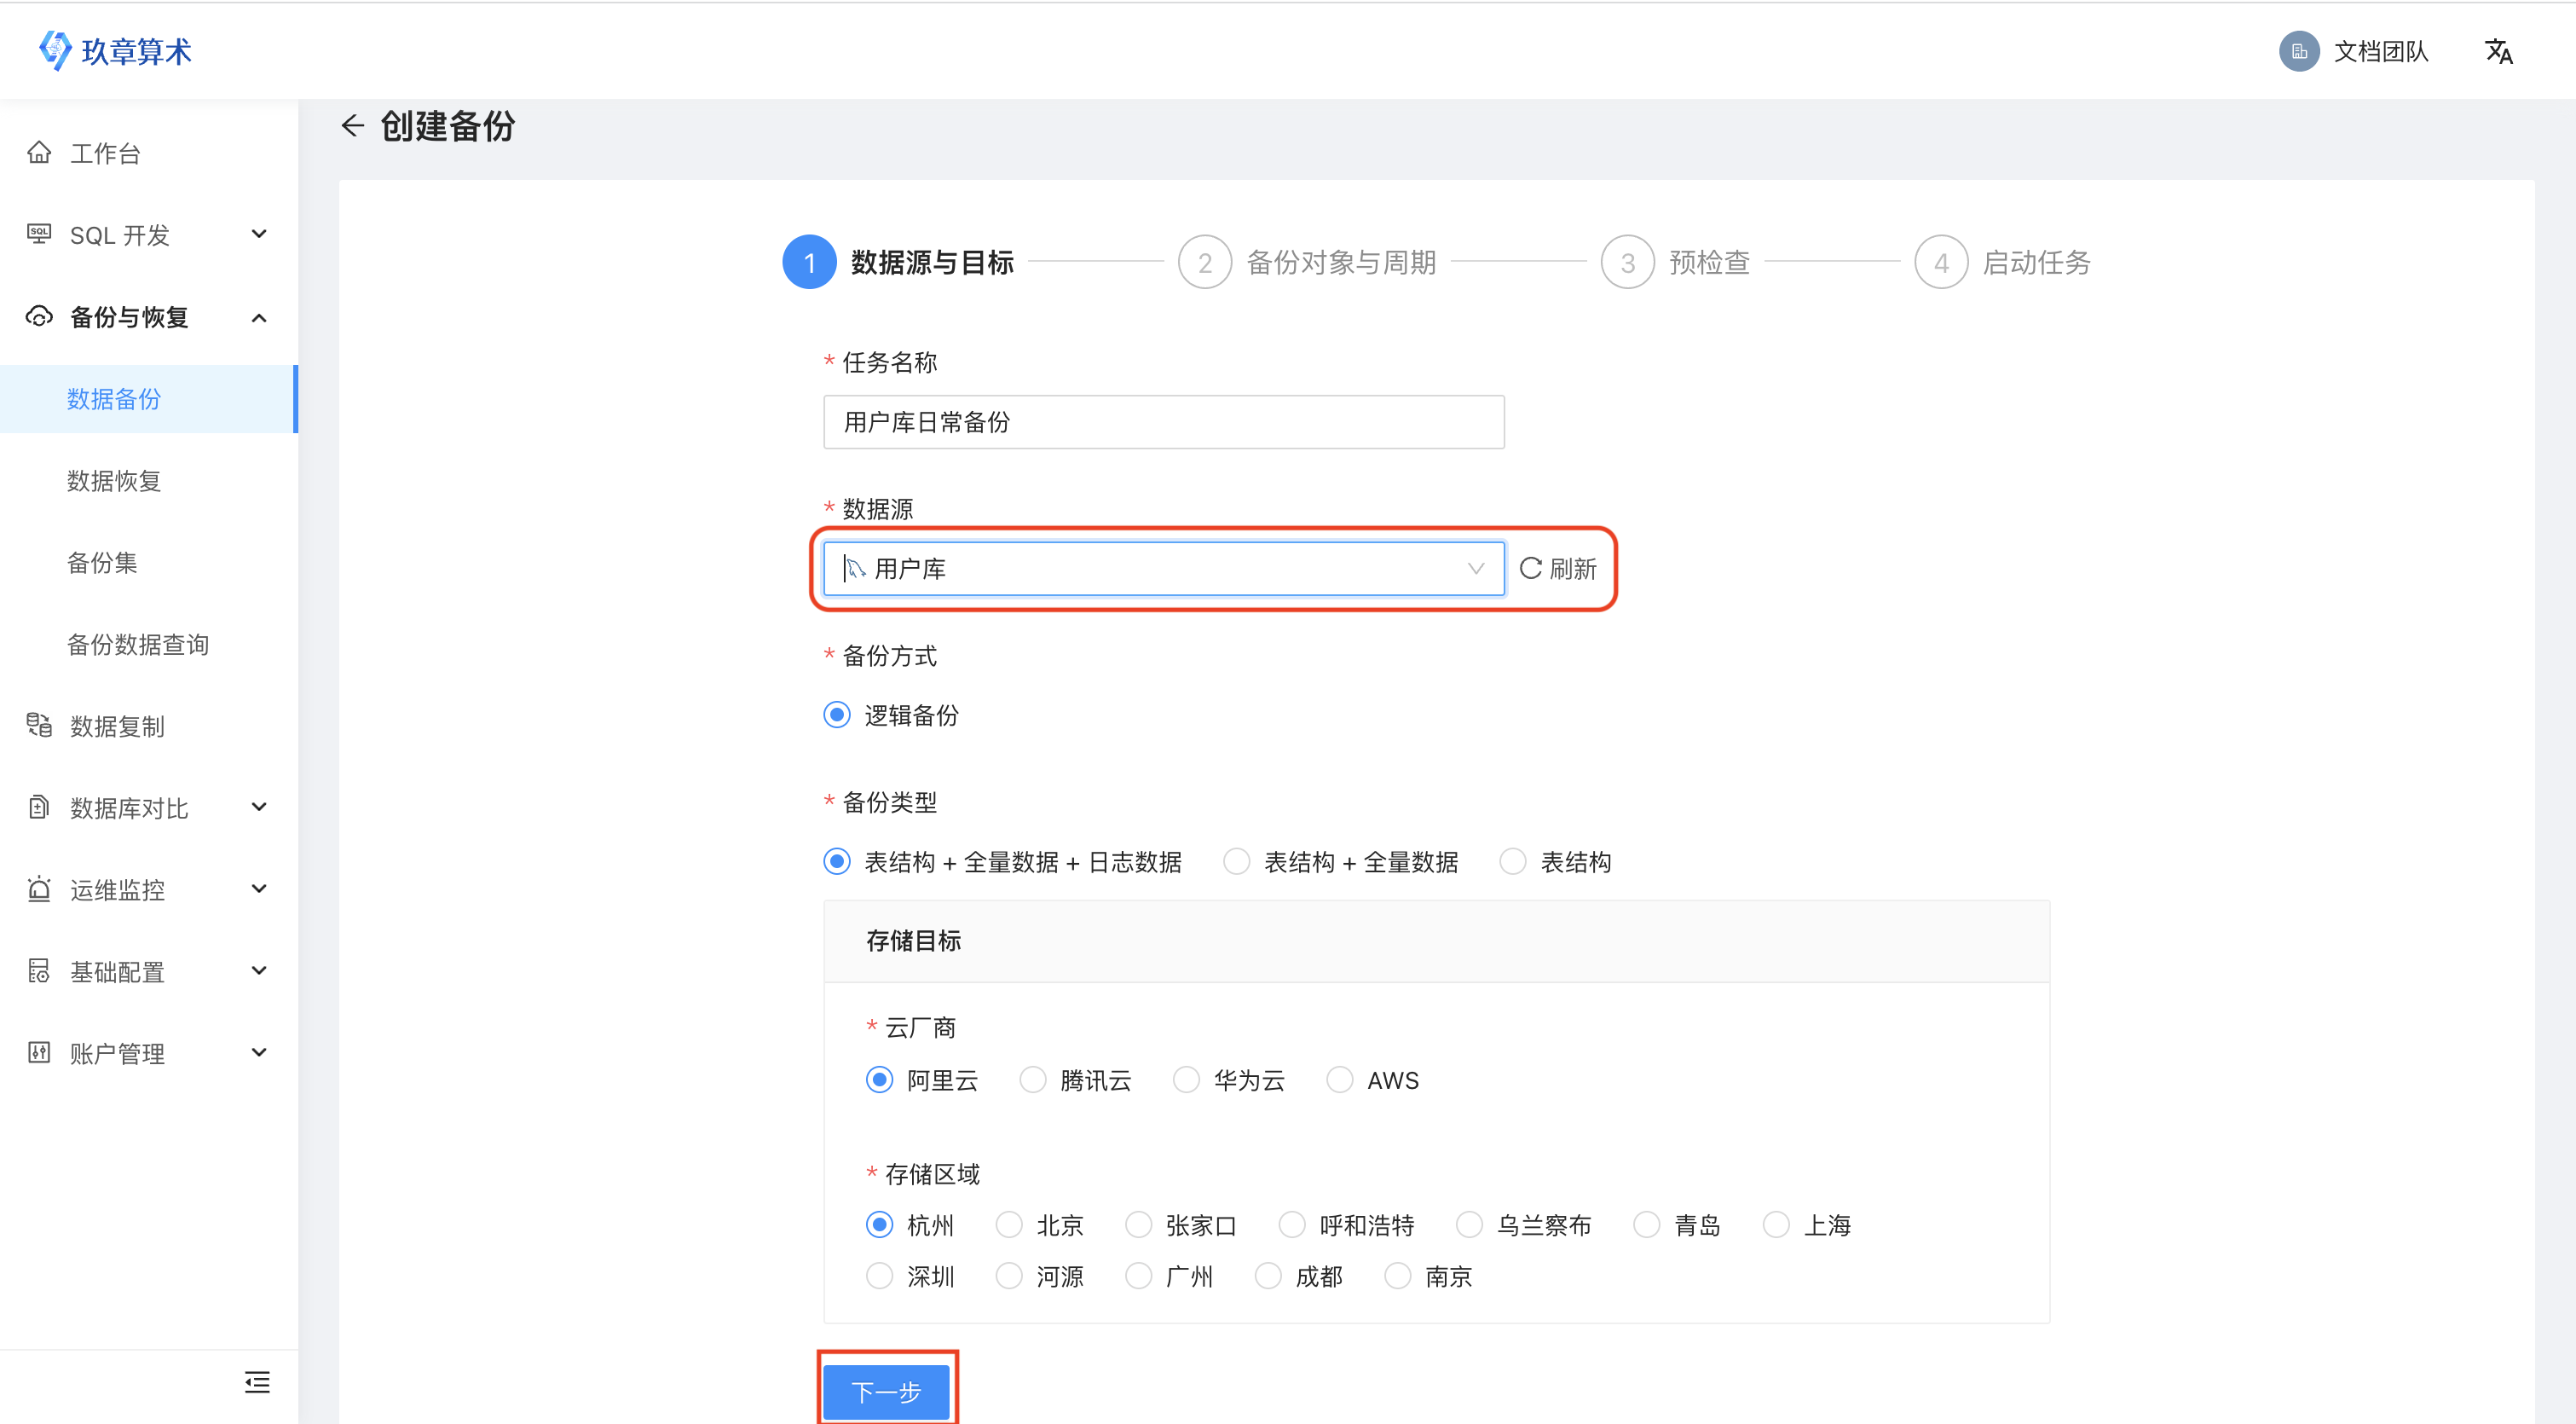 玖章算术
文档团队
创建备份
工作台
SQL 开发
备份与恢复
数据备份
数据恢复
备份集
备份数据查询
数据复制
数据库对比
运维监控
基础配置
账户管理
1 数据源与目标 2 备份对象与周期 3 预检查 4 启动任务
* 任务名称
用户库日常备份
* 数据源
用户库 刷新
* 备份方式
逻辑备份
* 备份类型
表结构 + 全量数据 + 日志数据 表结构 + 全量数据 表结构
存储目标
* 云厂商
阿里云 腾讯云 华为云 AWS
* 存储区域
杭州 北京 张家口 呼和浩特 乌兰察布 青岛 上海
深圳 河源 广州 成都 南京
下一步